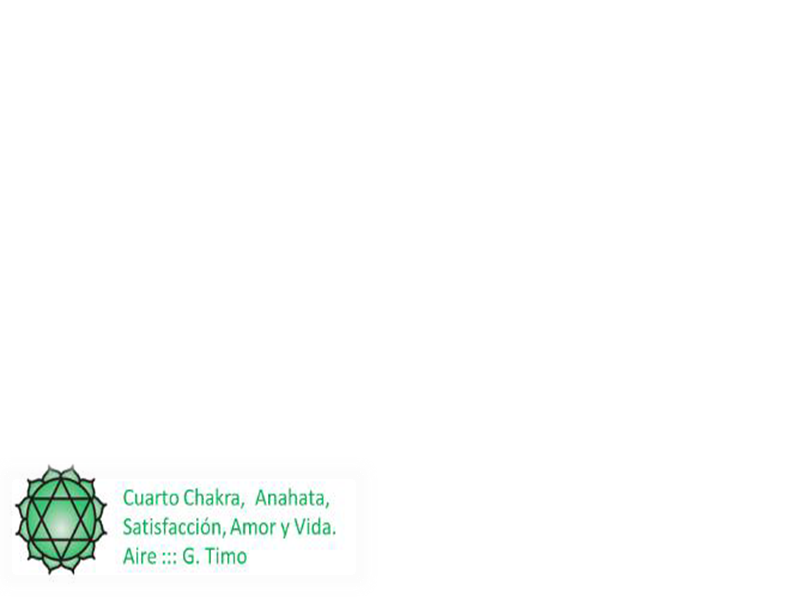 Cuarto Chakra,  Anahata,
Satisfacción, Amor y Vida.
Aire ::: G. Timo